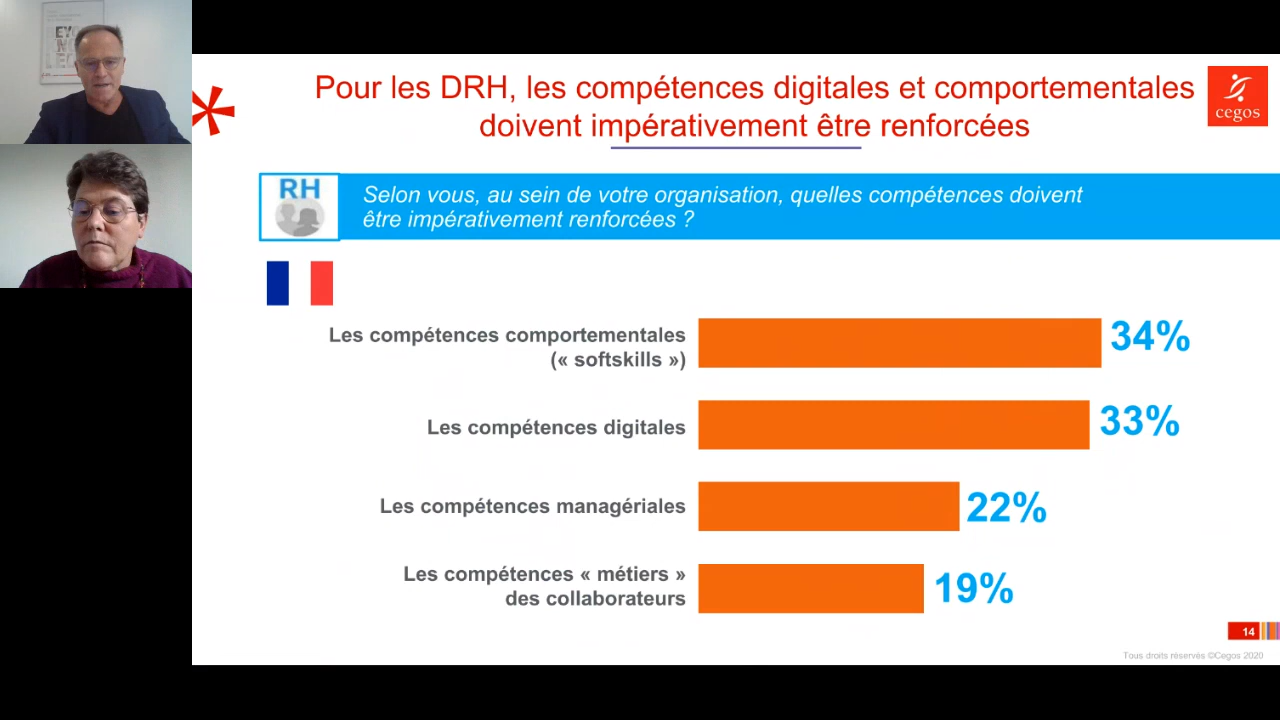 EY
Pour les DRH, les compétences digitales et comportementales
doivent impérativement être renforcées
cegos
RH
Selon vous, au sein de votre organisation, quelles compétences doivent
être impérativement renforcées ?
Les compétences comportementales
(« softskills »)
34%
Les compétences digitales
33%
Les compétences managériales
22%
Les compétences « métiers »
des collaborateurs
19%
14
Tous droits réservés ©Cegos 2020